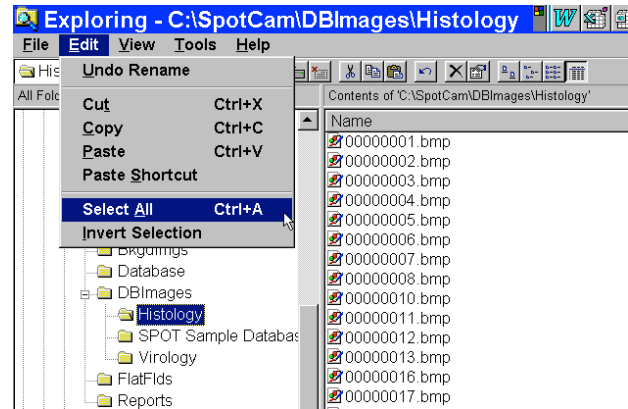 Exploring - C:\SpotCam\DBImages\Histology
File Edit View Tools Help
His
All Fold
Contents of 'C:\SpotCam\DBImages\Histology'
Undo Rename
Cut Ctrl+X
Copy Ctrl+C
Paste Ctrl+V
Paste Shortcut
Select All Ctrl+A
Invert Selection
BkgdImgs
Database
DBImages
Histology
SPOT Sample Databas
Virology
FlatFlds
Reports
Name
00000001.bmp
00000002.bmp
00000003.bmp
00000004.bmp
00000005.bmp
00000006.bmp
00000007.bmp
00000008.bmp
00000010.bmp
00000011.bmp
00000012.bmp
00000013.bmp
00000016.bmp
00000017.bmp